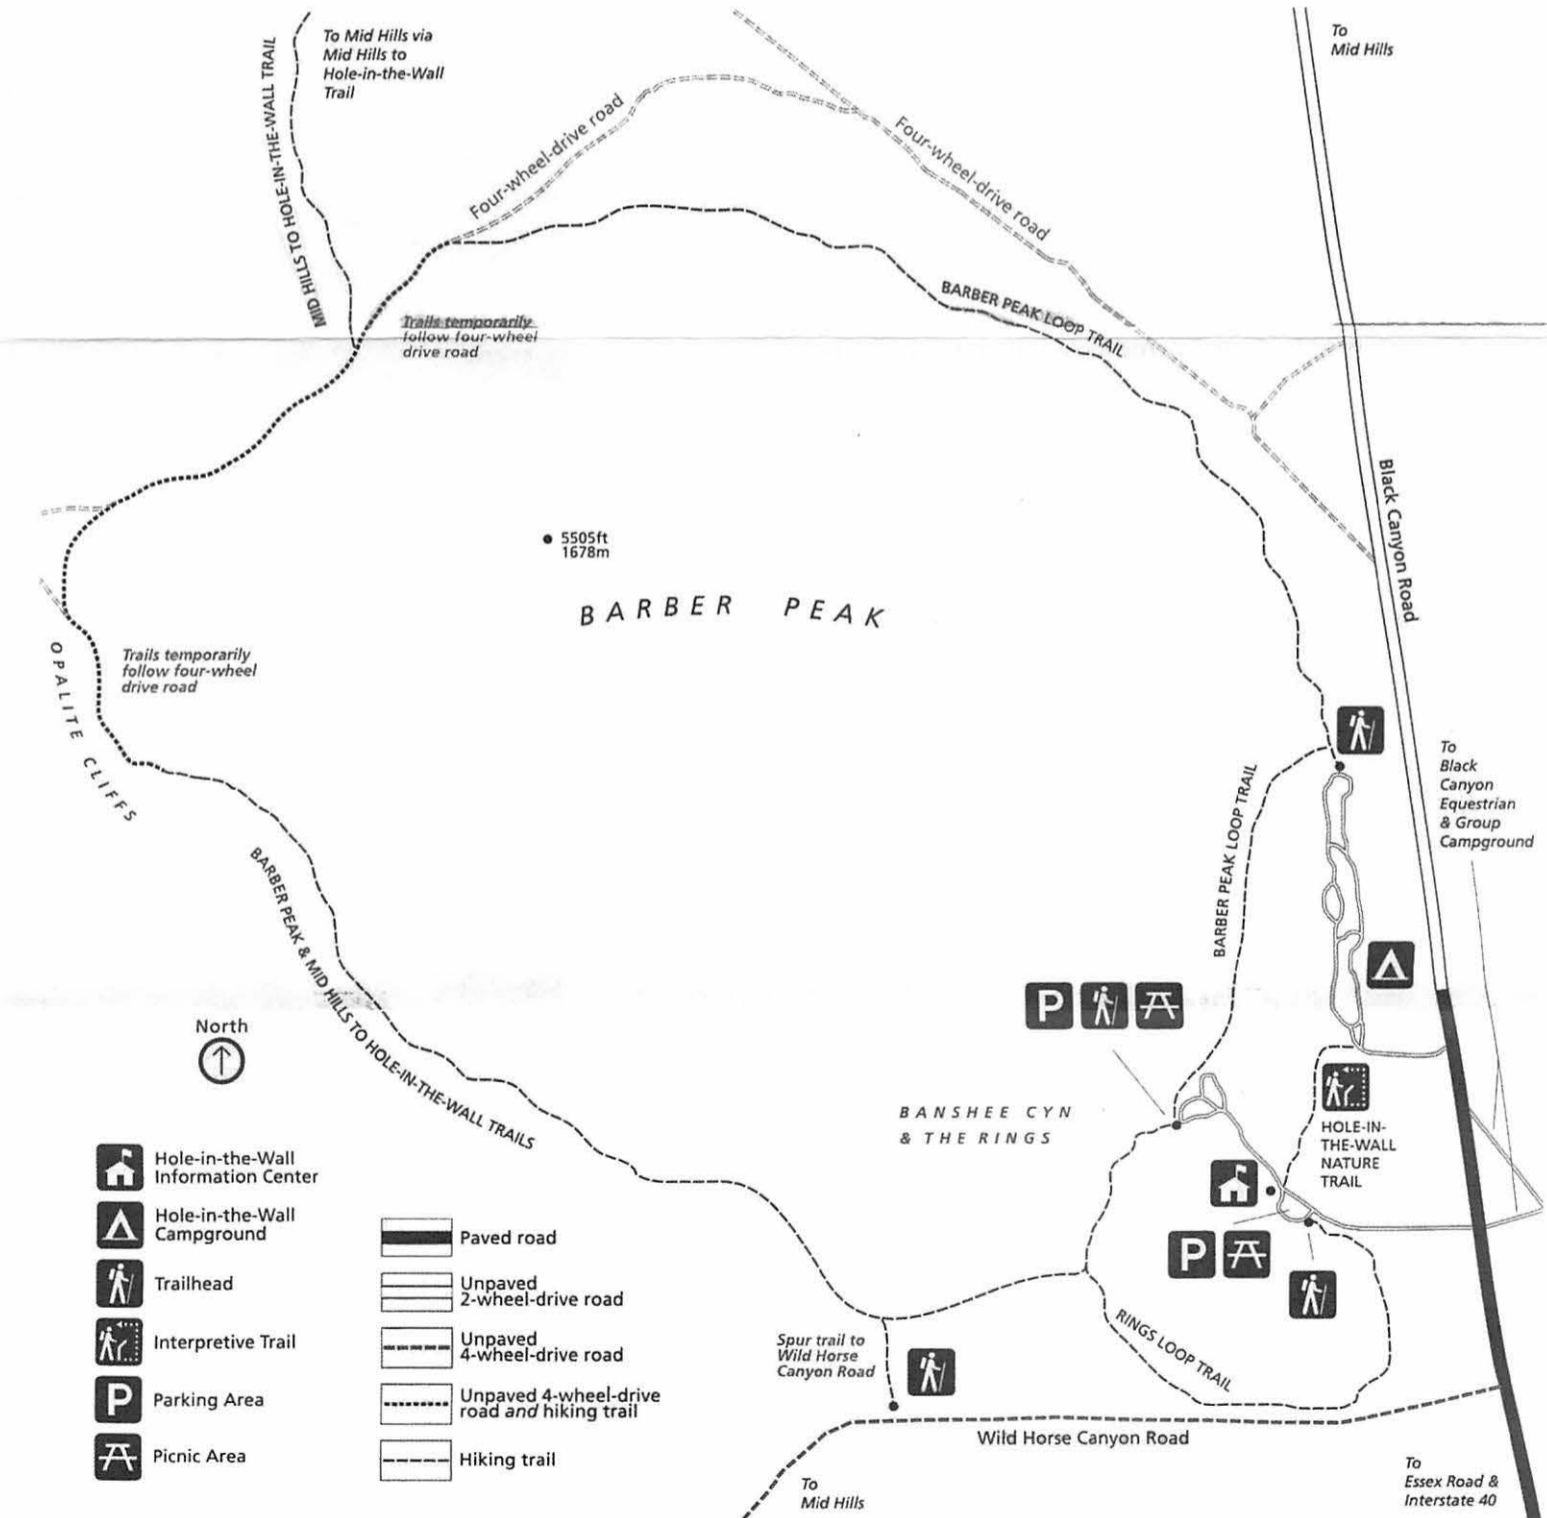 To Mid Hills via
Mid Hills to
Hole-in-the-Wall
Trail
MID HILLS TO HOLE-IN-THE-WALL TRAIL
To
Mid Hills
Four-wheel-drive road
Four-wheel-drive road
BARBER PEAK LOOP TRAIL
Trails temporarily
follow four-wheel
drive road
Black Canyon Road
5505ft
1678m
BARBER PEAK
OPALITE CLIFFS
Trails temporarily
follow four-wheel
drive road
To
Black
Canyon
Equestrian
& Group
Campground
BARBER PEAK LOOP TRAIL
BARBER PEAK & MID HILLS TO HOLE-IN-THE-WALL TRAILS
P
North
BANSHEE CYN
& THE RINGS
HOLE-IN-
THE-WALL
NATURE
TRAIL
P
RINGS LOOP TRAIL
Spur trail to
Wild Horse
Canyon Road
Wild Horse Canyon Road
To
Mid Hills
To
Essex Road &
Interstate 40
Hole-in-the-Wall
Information Center
Hole-in-the-Wall
Campground
Trailhead
Interpretive Trail
P
Parking Area
Picnic Area
Paved road
Unpaved
2-wheel-drive road
Unpaved
4-wheel-drive road
Unpaved 4-wheel-drive
road and hiking trail
Hiking trail